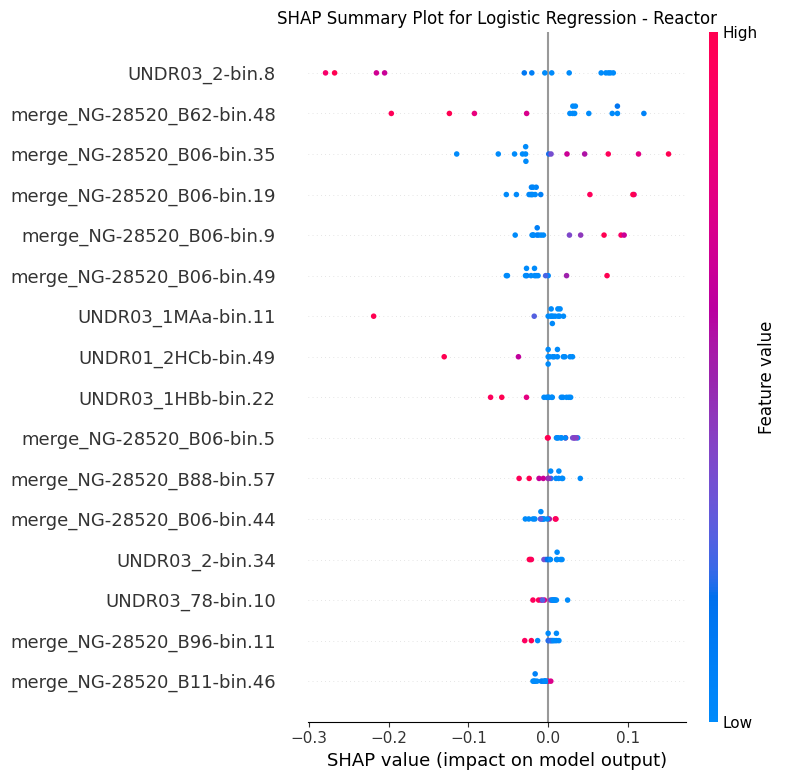 SHAP Summary Plot for Logistic Regression - Reactor
High
UNDR03_2-bin.8
merge_NG-28520_B62-bin.48
merge_NG-28520_B06-bin.35
merge_NG-28520_B06-bin.19
merge_NG-28520_B06-bin.9
merge_NG-28520_B06-bin.49
UNDR03_1MAa-bin.11
UNDR01_2HCb-bin.49
UNDR03_1HBb-bin.22
merge_NG-28520_B06-bin.5
merge_NG-28520_B88-bin.57
merge_NG-28520_B06-bin.44
UNDR03_2-bin.34
UNDR03_78-bin.10
merge_NG-28520_B96-bin.11
merge_NG-28520_B11-bin.46
Feature value
Low
−0.3 −0.2 −0.1 0.0 0.1
SHAP value (impact on model output)